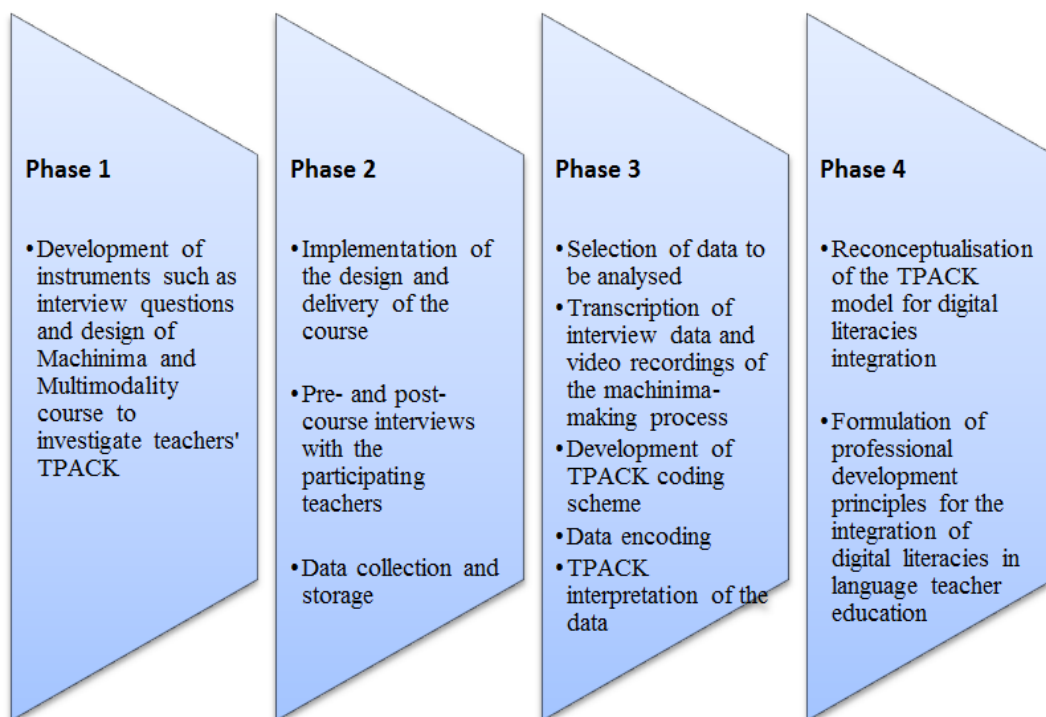 Phase 1
•Development of
instruments such as
interview questions
and design of
Machinima and
Multimodality
course to
investigate teachers'
TPACK
Phase 2
•Implementation of
the design and
delivery of the
course
•Pre- and post-
course interviews
with the
participating
teachers
•Data collection and
storage
Phase 3
•Selection of data to
be analysed
•Transcription of
interview data and
video recordings of
the machinima-
making process
•Development of
TPACK coding
scheme
•Data encoding
•TPACK
interpretation of the
data
Phase 4
•Reconceptualisation
of the TPACK
model for digital
literacies
integration
•Formulation of
professional
development
principles for the
integration of
digital literacies in
language teacher
education